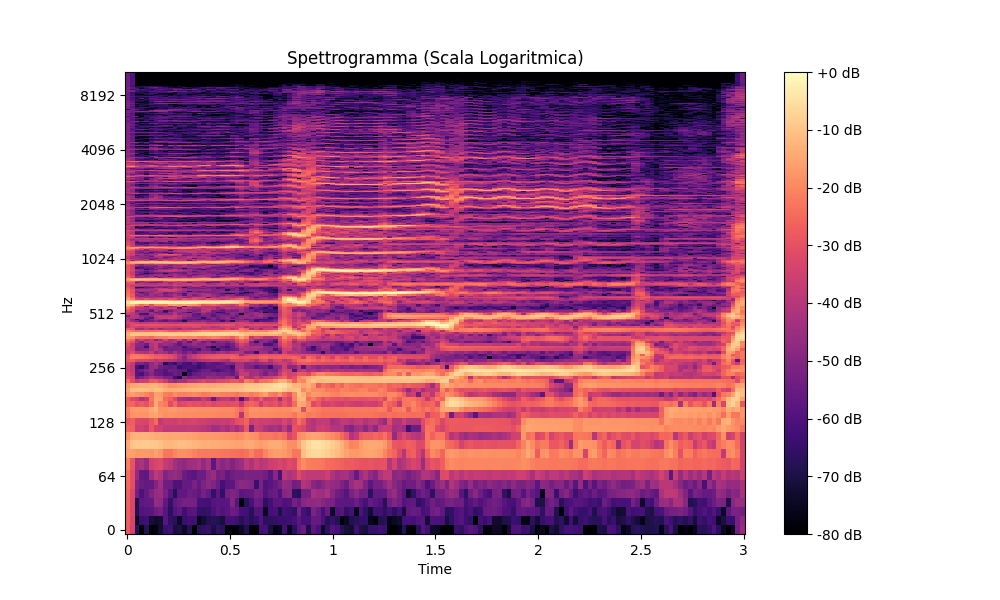 Spettrogramma (Scala Logaritmica)
Hz
8192
4096
2048
1024
512
256
128
64
0
0
0.5
1
1.5
2
2.5
3
Time
+0 dB
-10 dB
-20 dB
-30 dB
-40 dB
-50 dB
-60 dB
-70 dB
-80 dB